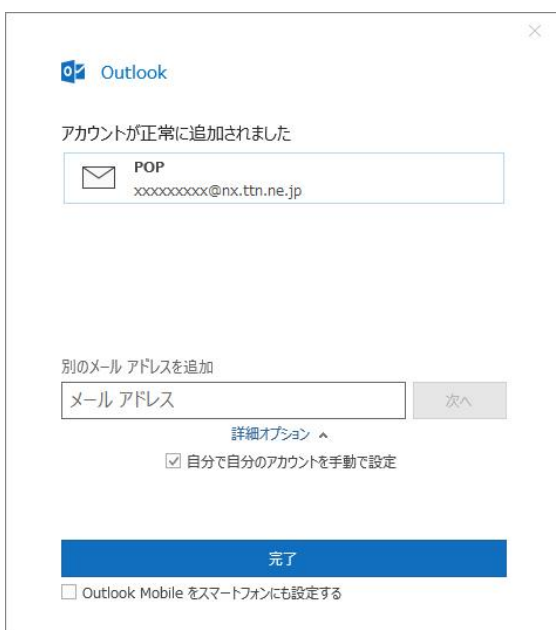 Outlook
アカウントが正常に追加されました
POP
xxxxxxxxx@nx.ttn.ne.jp
別のメール アドレスを追加
メール アドレス
次へ
詳細オプション
自分で自分のアカウントを手動で設定
完了
Outlook Mobile をスマートフォンにも設定する